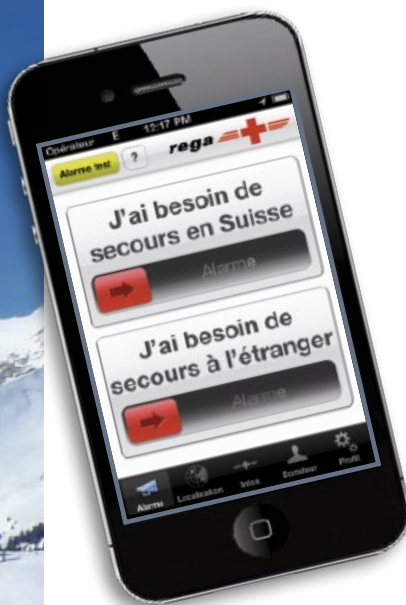 Opérateur E 12:17 PM
Alarme test ? rega
J'ai besoin de
secours en Suisse
Alarme
J'ai besoin de
secours à l'étranger
Alarme
Alarme Localisation Infos Donateur Profil